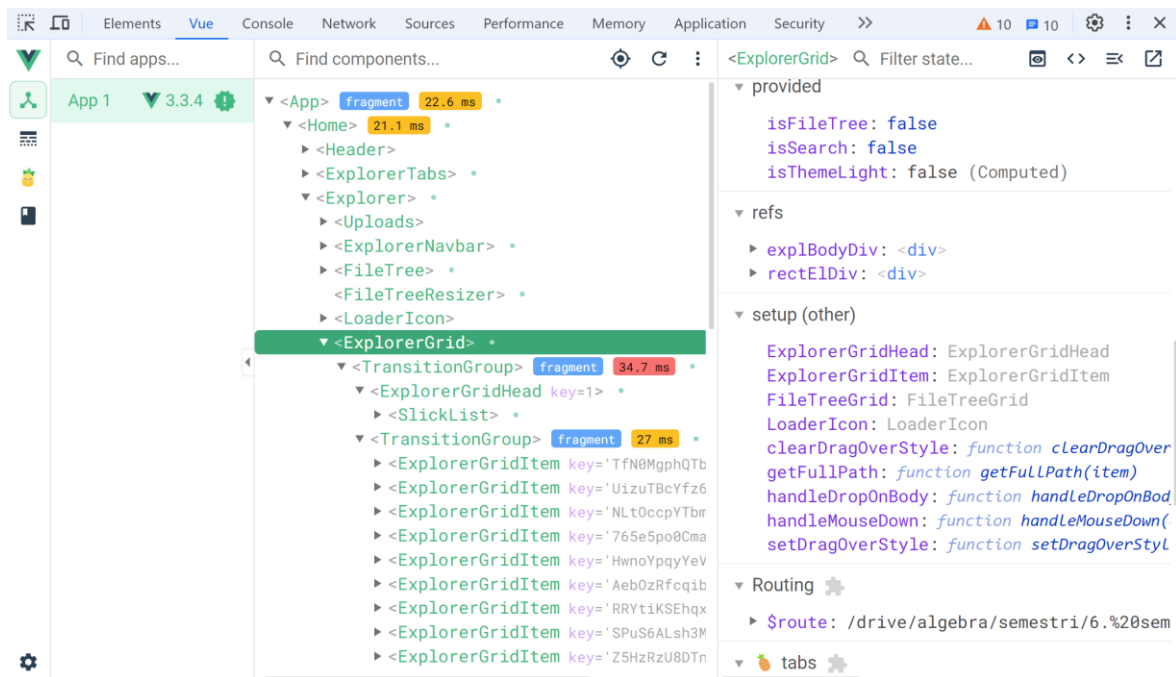 Elements Vue Console Network Sources Performance Memory Application Security 10 10
Find apps...
App 1 3.3.4
Find components...
<App> fragment 22.6 ms
<Home> 21.1 ms
<Header>
<ExplorerTabs>
<Explorer>
<Uploads>
<ExplorerNavbar>
<FileTree>
<FileTreeResizer>
<LoaderIcon>
<ExplorerGrid>
<TransitionGroup> fragment 34.7 ms
<ExplorerGridHead key=1>
<SlickList>
<TransitionGroup> fragment 27 ms
<ExplorerGridItem key='TfN0MgphQTb
<ExplorerGridItem key='UizuTBcYfz6
<ExplorerGridItem key='NLtOccpYTbm
<ExplorerGridItem key='765e5po0Cma
<ExplorerGridItem key='HwnoYpqyYeV
<ExplorerGridItem key='AebOzRfcqib
<ExplorerGridItem key='RRYtiKSEhqx
<ExplorerGridItem key='SPuS6ALsh3M
<ExplorerGridItem key='Z5HzRzU8DTn
<ExplorerGrid> Filter state...
provided
isFileTree: false
isSearch: false
isThemeLight: false (Computed)
refs
explBodyDiv: <div>
rectElDiv: <div>
setup (other)
ExplorerGridHead: ExplorerGridHead
ExplorerGridItem: ExplorerGridItem
FileTreeGrid: FileTreeGrid
LoaderIcon: LoaderIcon
clearDragOverStyle: function clearDragOver
getFullPath: function getFullPath(item)
handleDropOnBody: function handleDropOnBod
handleMouseDown: function handleMouseDown(
setDragOverStyle: function setDragOverStyl
Routing
$route: /drive/algebra/semestri/6.%20sem
🍍 tabs